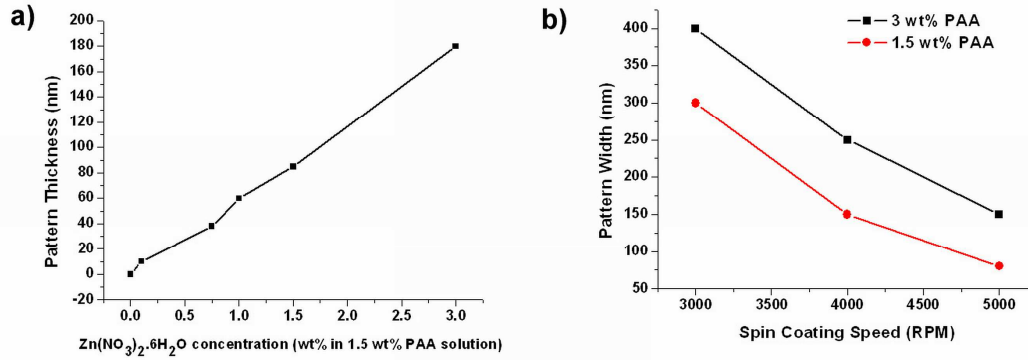 a)
200
180
160
140
120
100
80
60
40
20
0
-20
Pattern Thickness (nm)
0.0 0.5 1.0 1.5 2.0 2.5 3.0
Zn(NO3)2.6H2O concentration (wt% in 1.5 wt% PAA solution)
b)
3 wt% PAA
1.5 wt% PAA
400
350
300
250
200
150
100
50
Pattern Width (nm)
3000 3500 4000 4500 5000
Spin Coating Speed (RPM)